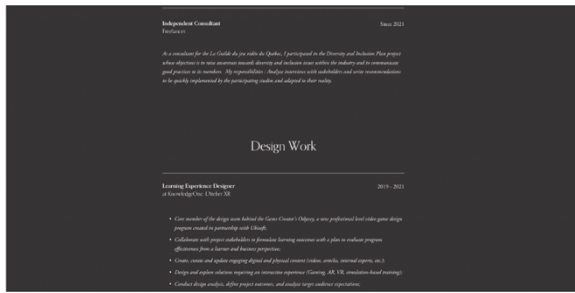 Independent Consultant
Since 2021
Freelancer
As a consultant for the La Guilde du jeu vidéo du Québec, I participated in the Diversity and Inclusion Plan project
whose objective is to raise awareness towards diversity and inclusion issues within the industry and to communicate
good practices to its members. My responsibilities : Analyze interviews with stakeholders and write recommendations
to be quickly implemented by the participating studios and adapted to their reality.
Design Work
Learning Experience Designer
2019 - 2021
at KnowledgeOne, L'Atelier XR
• Core member of the design team behind the Game Creator's Odyssey, a new professional level video game design
program created in partnership with Ubisoft;
• Collaborate with project stakeholders to formulate learning outcomes with a plan to evaluate program
effectiveness from a learner and business perspective;
• Create, curate and update engaging digital and physical content (videos, articles, internal experts, etc.);
• Design and explore solutions requiring an interactive experience (Gaming, AR, VR, simulation-based training);
• Conduct design analysis, define project outcomes, and analyze target audience expectations.